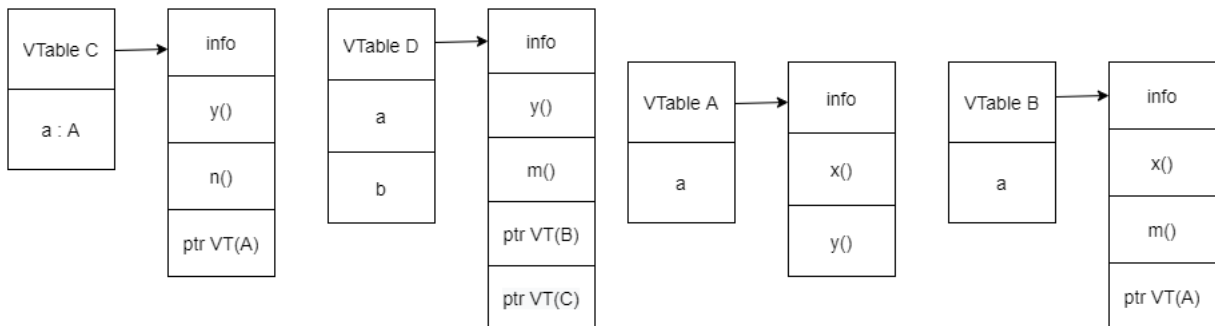 VTable C
a : A
info
y()
n()
ptr VT(A)
VTable D
a
b
info
y()
m()
ptr VT(B)
ptr VT(C)
VTable A
a
info
x()
y()
VTable B
a
info
x()
m()
ptr VT(A)